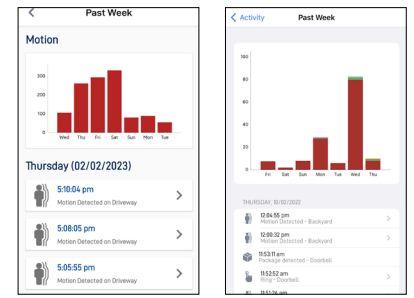 Past Week
Motion
300
200
100
0
Wed Thu Fri Sat Sun Mon Tue
Thursday (02/02/2023)
5:10:04 pm
Motion Detected on Driveway
5:08:05 pm
Motion Detected on Driveway
5:05:55 pm
Motion Detected on Driveway
Activity
Past Week
100
80
60
40
20
0
Fri Sat Sun Mon Tue Wed Thu
THURSDAY, 10/02/2022
12:04:55 pm
Motion Detected - Backyard
12:00:32 pm
Motion Detected - Backyard
11:53:11 am
Package detected - Doorbell
11:52:52 am
Ring - Doorbell
11:51:26 am